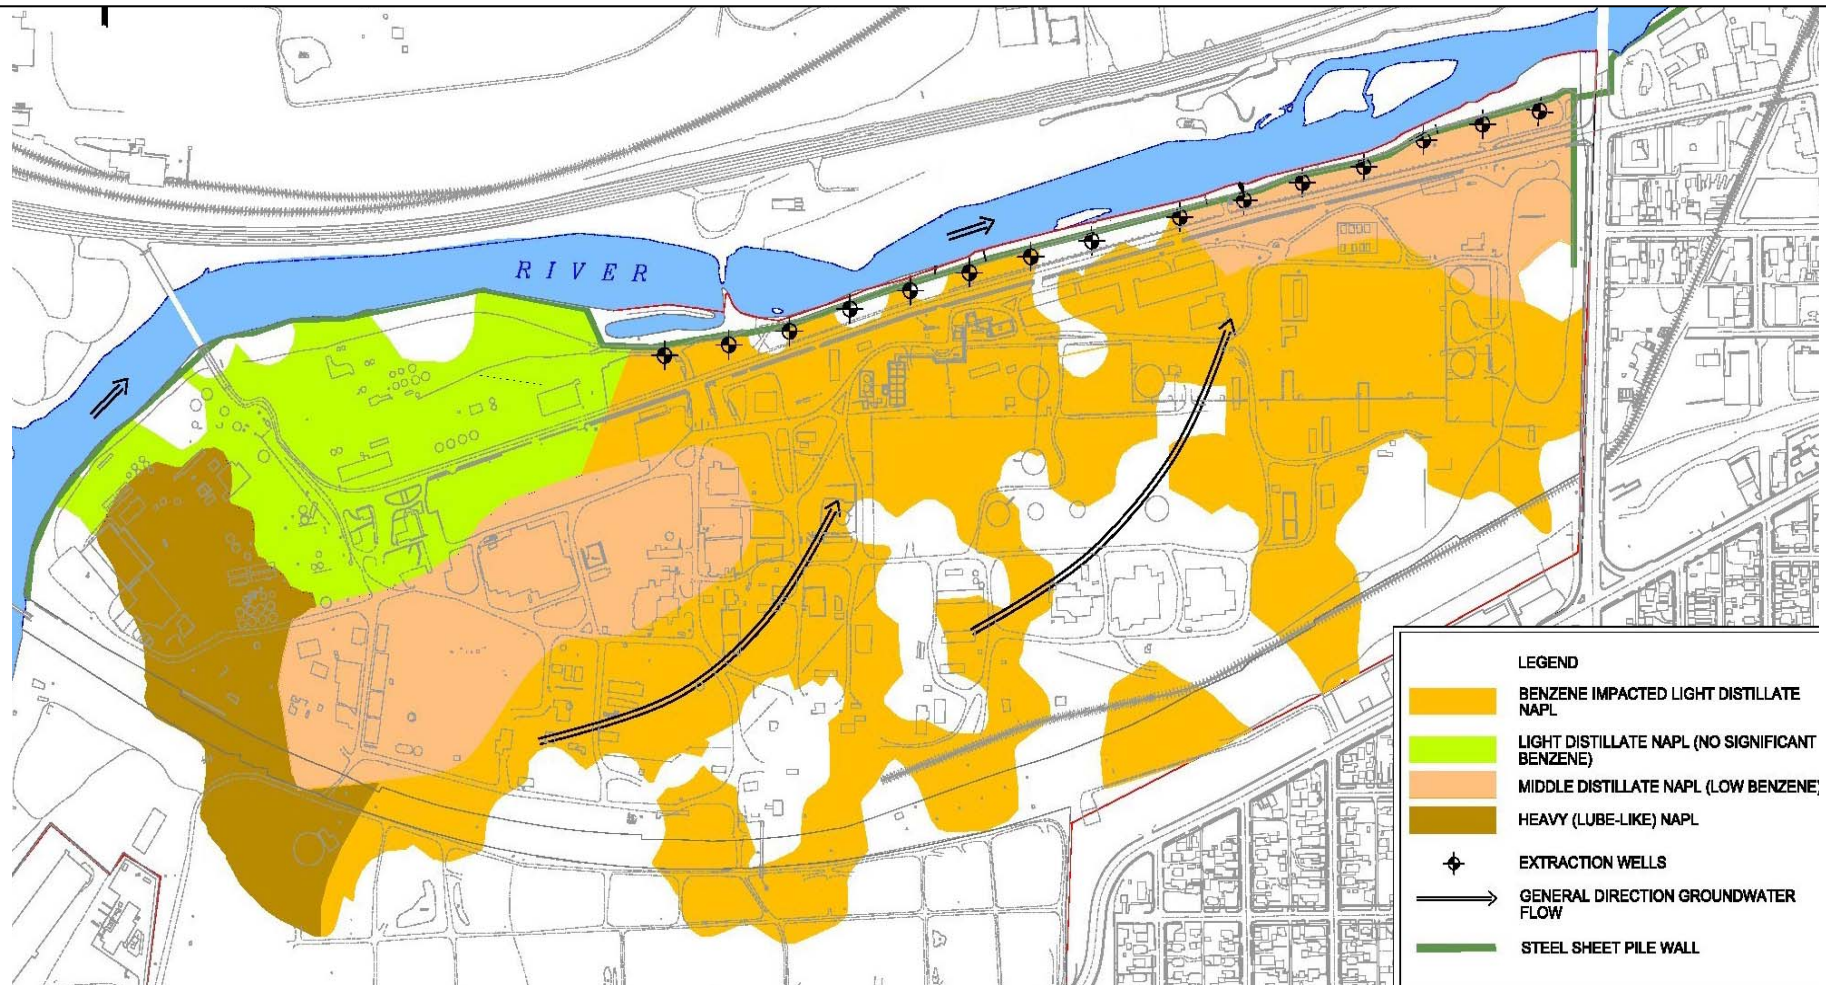 RIVER
LEGEND
BENZENE IMPACTED LIGHT DISTILLATE
NAPL
LIGHT DISTILLATE NAPL (NO SIGNIFICANT
BENZENE)
MIDDLE DISTILLATE NAPL (LOW BENZENE)
HEAVY (LUBE-LIKE) NAPL
EXTRACTION WELLS
GENERAL DIRECTION GROUNDWATER
FLOW
STEEL SHEET PILE WALL